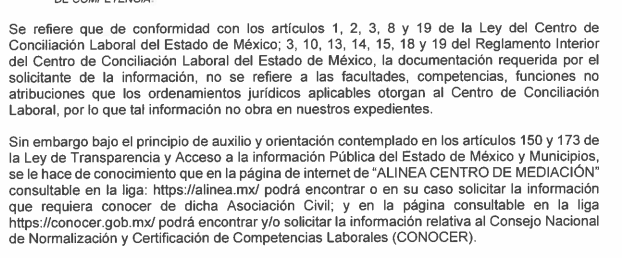 DE COMPETENCIA.
Se refiere que de conformidad con los artículos 1, 2, 3, 8 y 19 de la Ley del Centro de
Conciliación Laboral del Estado de México; 3, 10, 13, 14, 15, 18 y 19 del Reglamento Interior
del Centro de Conciliación Laboral del Estado de México, la documentación requerida por el
solicitante de la información, no se refiere a las facultades, competencias, funciones no
atribuciones que los ordenamientos jurídicos aplicables otorgan al Centro de Conciliación
Laboral, por lo que tal información no obra en nuestros expedientes.
Sin embargo bajo el principio de auxilio y orientación contemplado en los artículos 150 y 173 de
la Ley de Transparencia y Acceso a la información Pública del Estado de México y Municipios,
se le hace de conocimiento que en la página de internet de “ALINEA CENTRO DE MEDIACIÓN”
consultable en la liga: https://alinea.mx/ podrá encontrar o en su caso solicitar la información
que requiera conocer de dicha Asociación Civil; y en la página consultable en la liga
https://conocer.gob.mx/ podrá encontrar y/o solicitar la información relativa al Consejo Nacional
de Normalización y Certificación de Competencias Laborales (CONOCER).